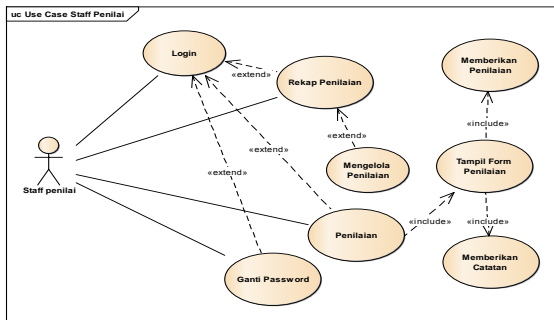 uc Use Case Staff Penilai
Login
Rekap Penilaian
Memberikan
Penilaian
«extend»
«include»
«extend»
«extend»
Mengelola
Penilaian
Tampil Form
Penilaian
Staff penilai
«extend»
Penilaian
«include»
«include»
Ganti Password
Memberikan
Catatan